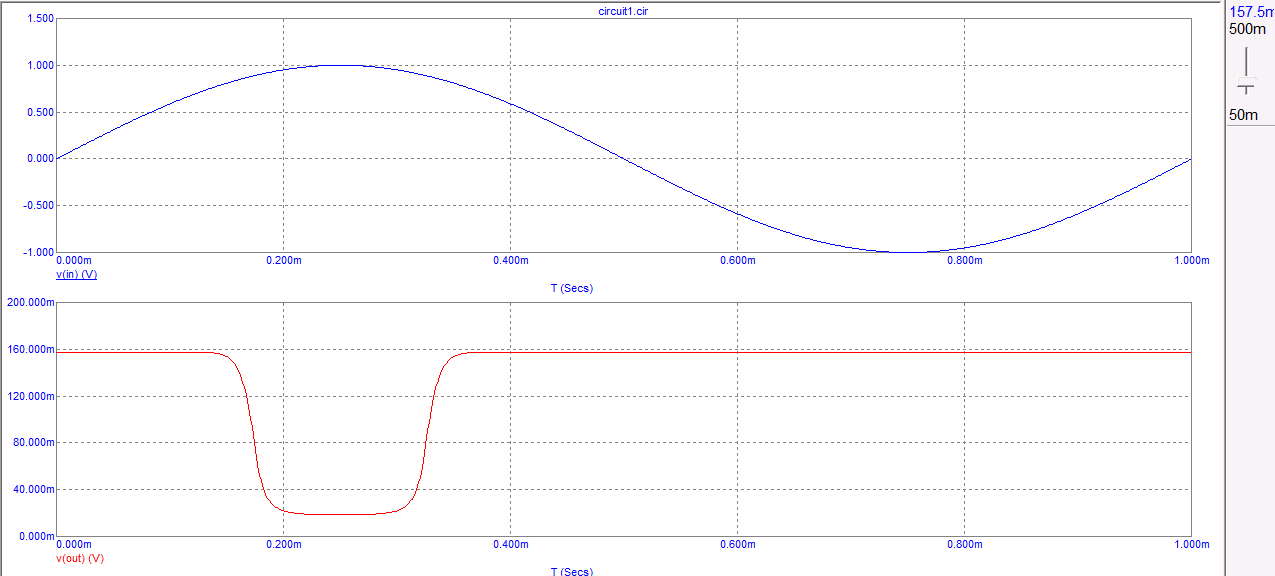 circuit1.cir
157.5m
500m
50m
1.500
1.000
0.500
0.000
-0.500
-1.000
0.000m 0.200m 0.400m 0.600m 0.800m 1.000m
v(in) (V)
T (Secs)
200.000m
160.000m
120.000m
80.000m
40.000m
0.000m
0.000m 0.200m 0.400m 0.600m 0.800m 1.000m
v(out) (V)
T (Secs)